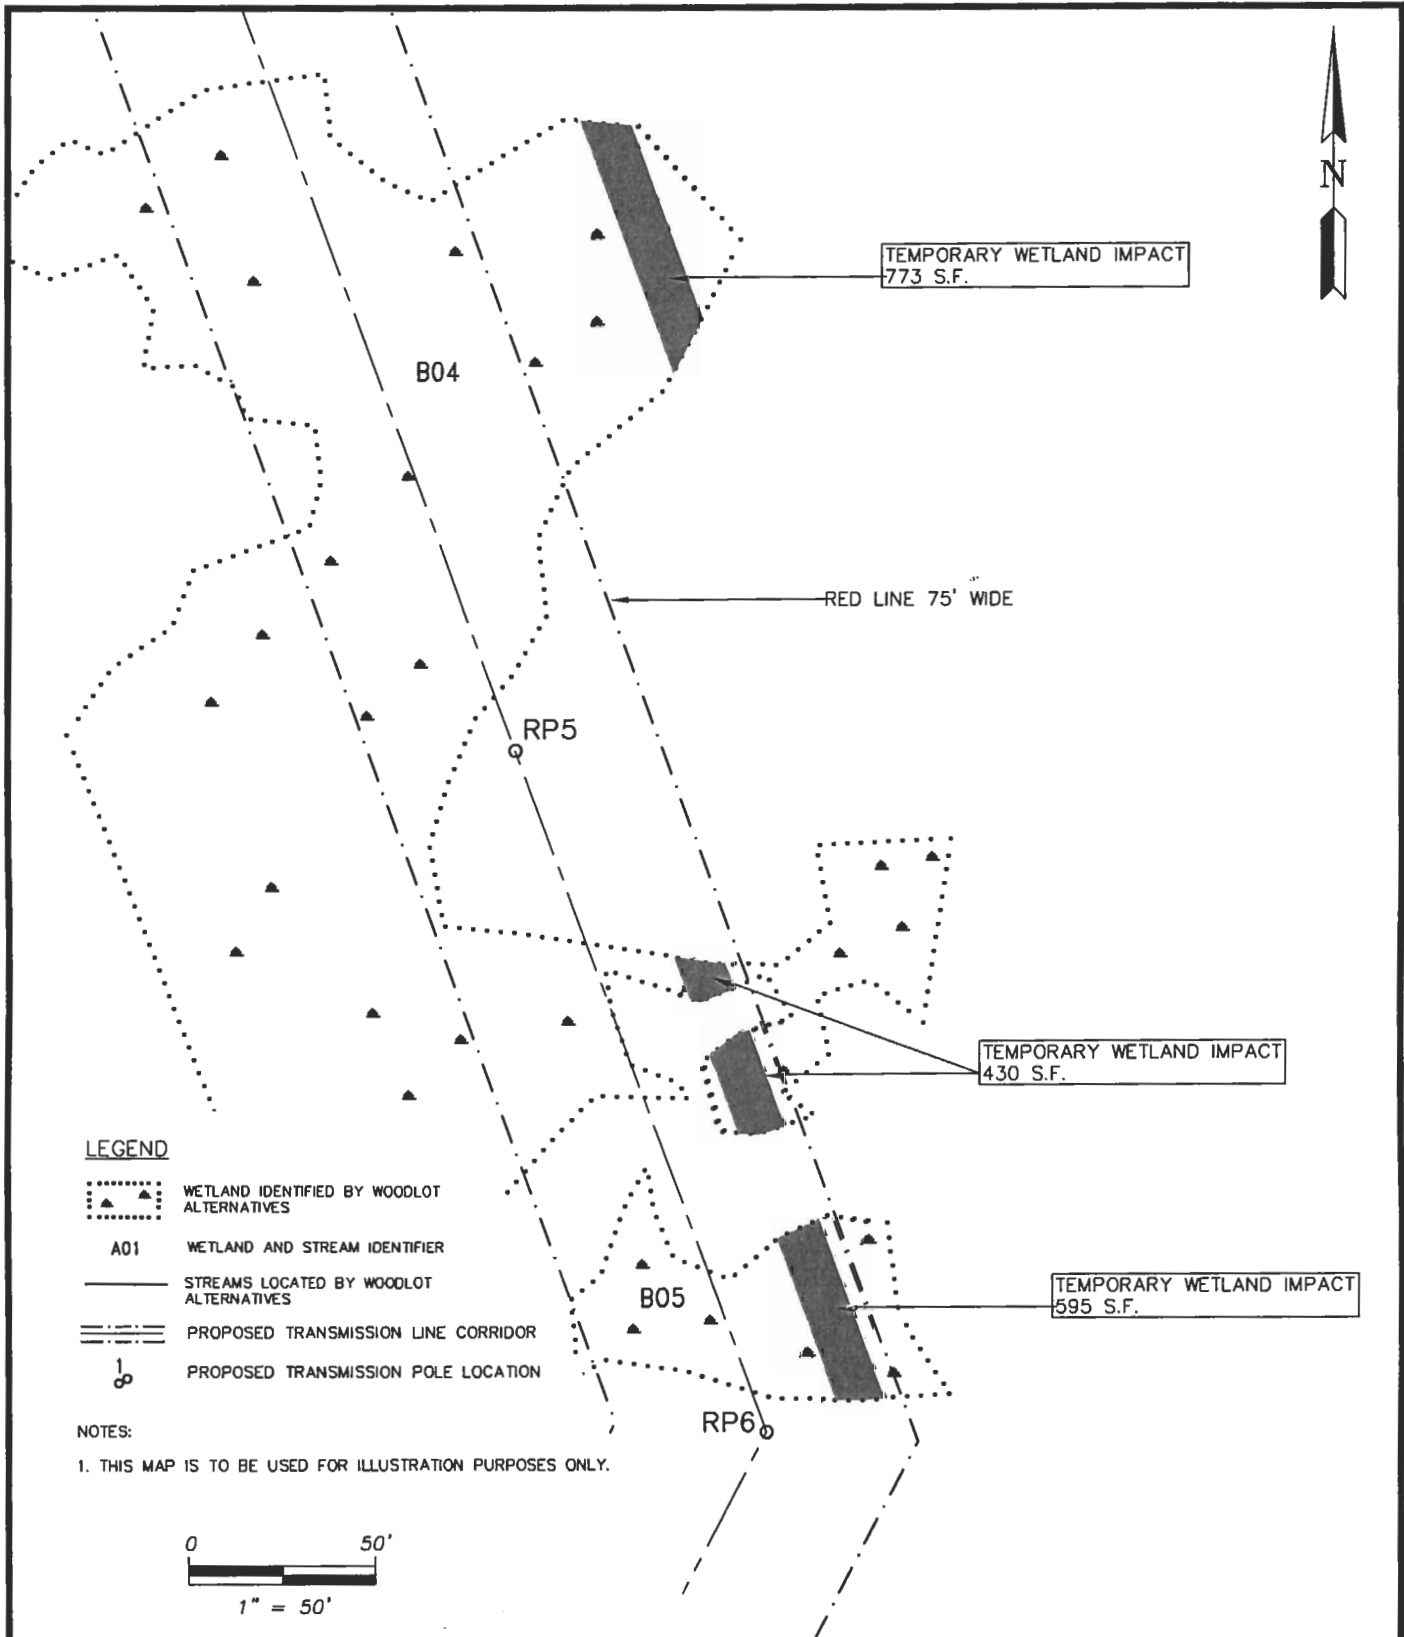 N
TEMPORARY WETLAND IMPACT
773 S.F.
B04
RED LINE 75' WIDE
RP5
TEMPORARY WETLAND IMPACT
430 S.F.
LEGEND
WETLAND IDENTIFIED BY WOODLOT
ALTERNATIVES
A01 WETLAND AND STREAM IDENTIFIER
STREAMS LOCATED BY WOODLOT
ALTERNATIVES
PROPOSED TRANSMISSION LINE CORRIDOR
1
PROPOSED TRANSMISSION POLE LOCATION
B05
TEMPORARY WETLAND IMPACT
595 S.F.
RP6
NOTES:
1. THIS MAP IS TO BE USED FOR ILLUSTRATION PURPOSES ONLY.
0 50'
1" = 50'